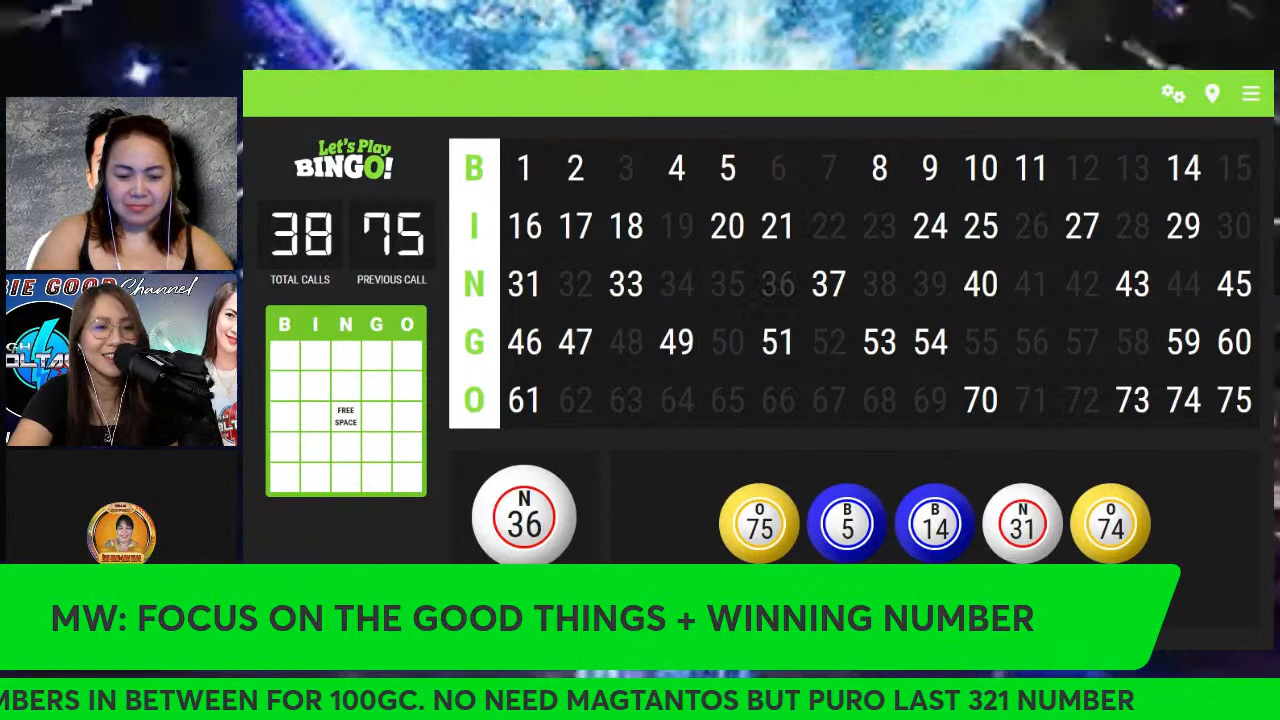 Let's Play
BINGO!
38 75
TOTAL CALLS PREVIOUS CALL
B I N G O
FREE
SPACE
B 1 2 3 4 5 6 7 8 9 10 11 12 13 14 15
I 16 17 18 19 20 21 22 23 24 25 26 27 28 29 30
N 31 32 33 34 35 36 37 38 39 40 41 42 43 44 45
G 46 47 48 49 50 51 52 53 54 55 56 57 58 59 60
O 61 62 63 64 65 66 67 68 69 70 71 72 73 74 75
N
36
O
75
B
5
B
14
N
31
O
74
GOOD Channel
MW: FOCUS ON THE GOOD THINGS + WINNING NUMBER
MBERS IN BETWEEN FOR 100GC. NO NEED MAGTANTOS BUT PURO LAST 321 NUMBER